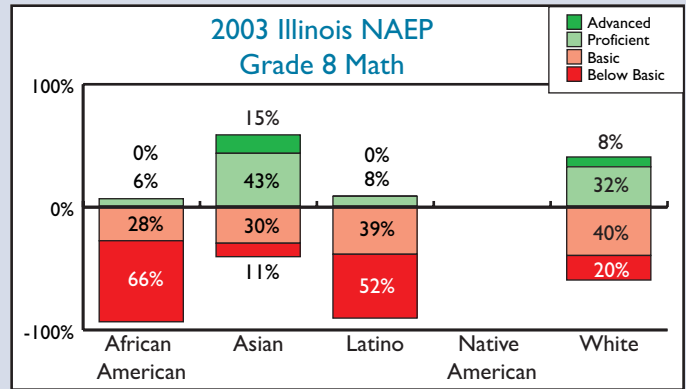 2003 Illinois NAEP
Grade 8 Math
Advanced
Proficient
Basic
Below Basic
100%
0%
-100%
0%
6%
28%
66%
15%
43%
30%
11%
0%
8%
39%
52%
8%
32%
40%
20%
African
American
Asian
Latino
Native
American
White